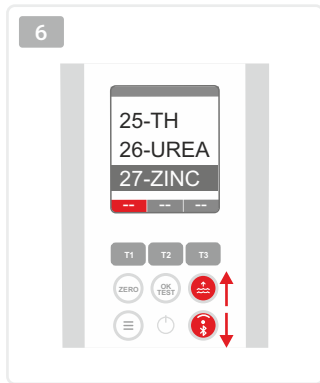 6
25-TH
26-UREA
27-ZINC
-- -- --
T1 T2 T3
ZERO
OK
TEST